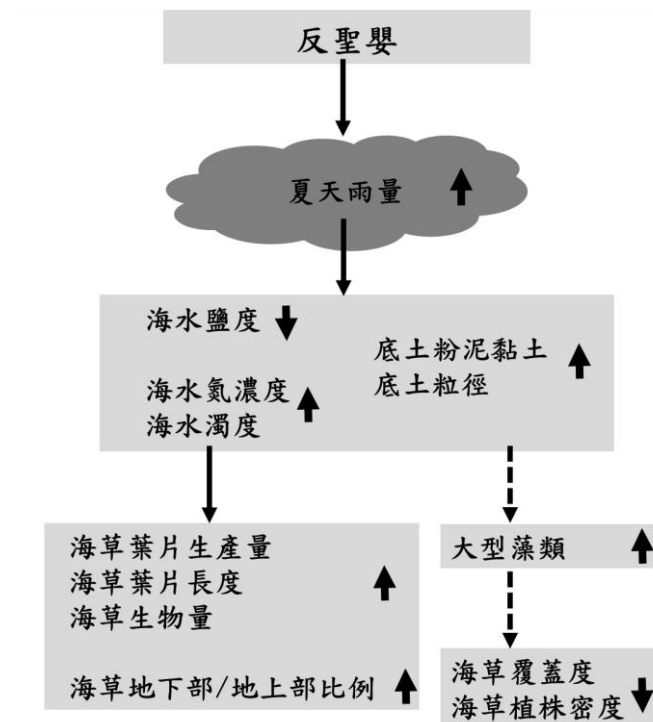 反聖嬰
夏天雨量
海水鹽度
海水氮濃度
海水濁度
底土粉泥黏土
底土粒徑
海草葉片生產量
海草葉片長度
海草生物量
海草地下部/地上部比例
大型藻類
海草覆蓋度
海草植株密度